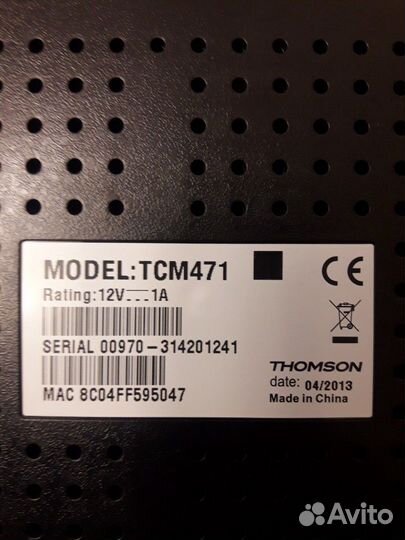 MODEL:TCM471
Rating:12V⎓1A
SERIAL 00970-314201241
MAC 8C04FF595047
CE
THOMSON
date: 04/2013
Made in China
Avito